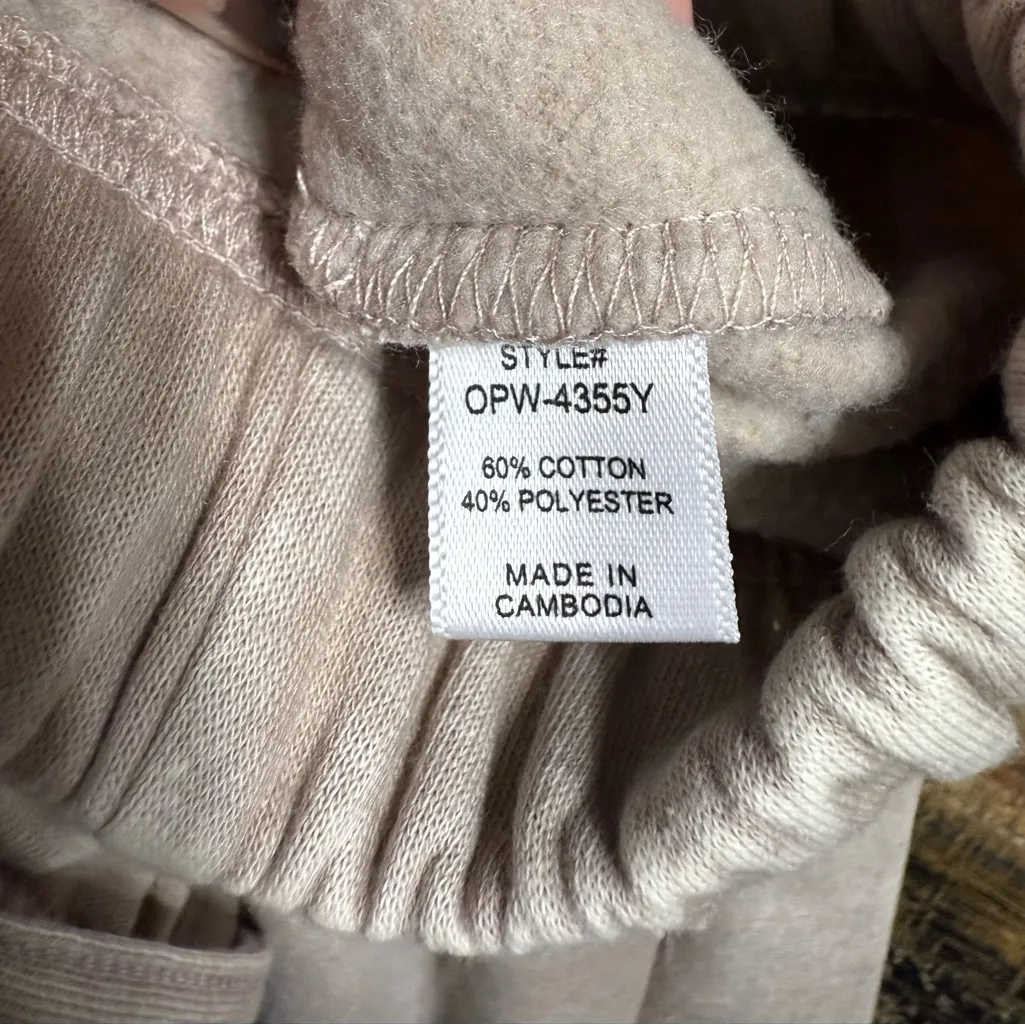 STYLE#
OPW-4355Y
60% COTTON
40% POLYESTER
MADE IN
CAMBODIA